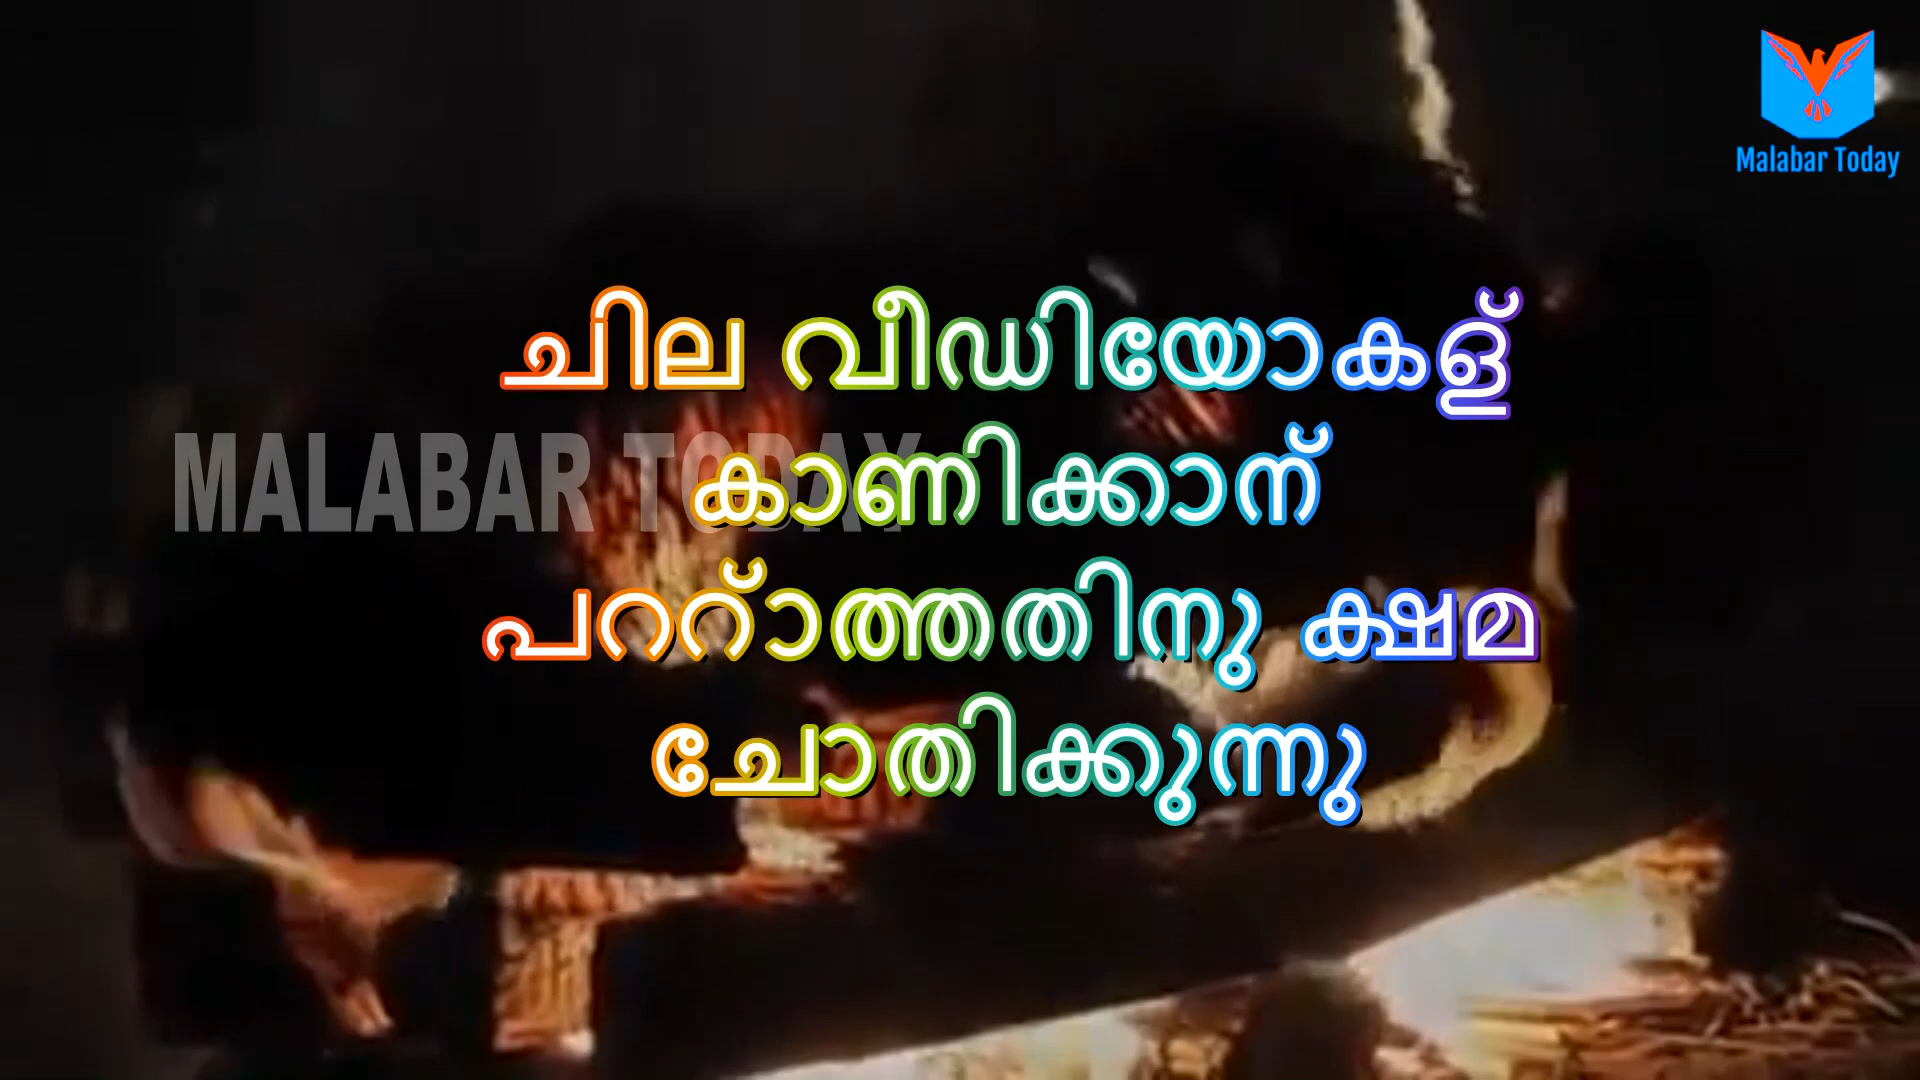 Malabar Today
ചില വീഡിയോകള്
MALABAR TODAY
കാണിക്കാന്
പററ്ാത്തതിനു ക്ഷമ
ചോതിക്കുന്നു